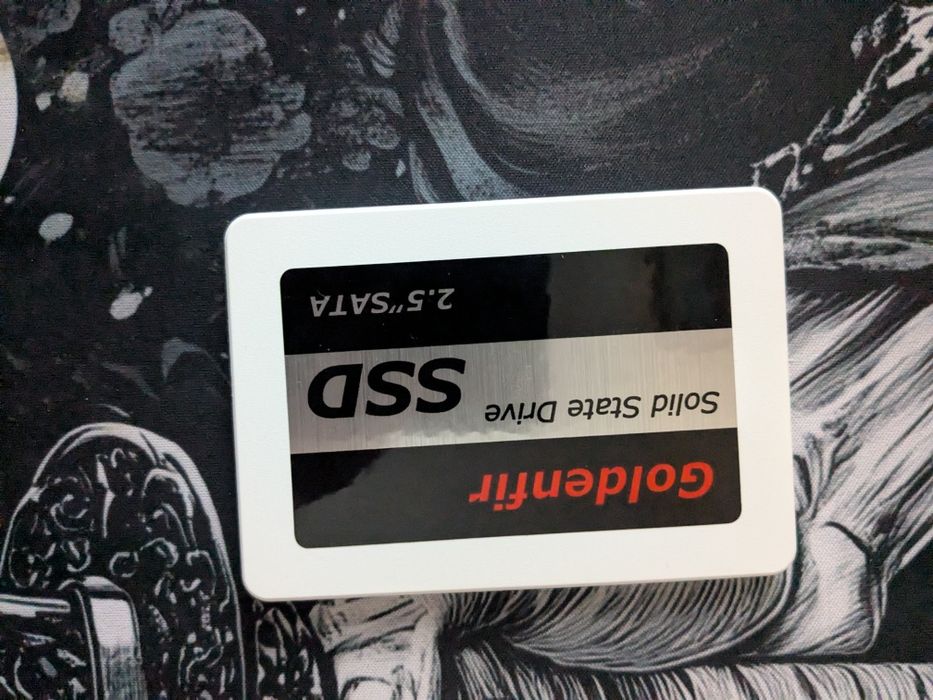 Goldenfir
Solid State Drive SSD
2.5"SATA